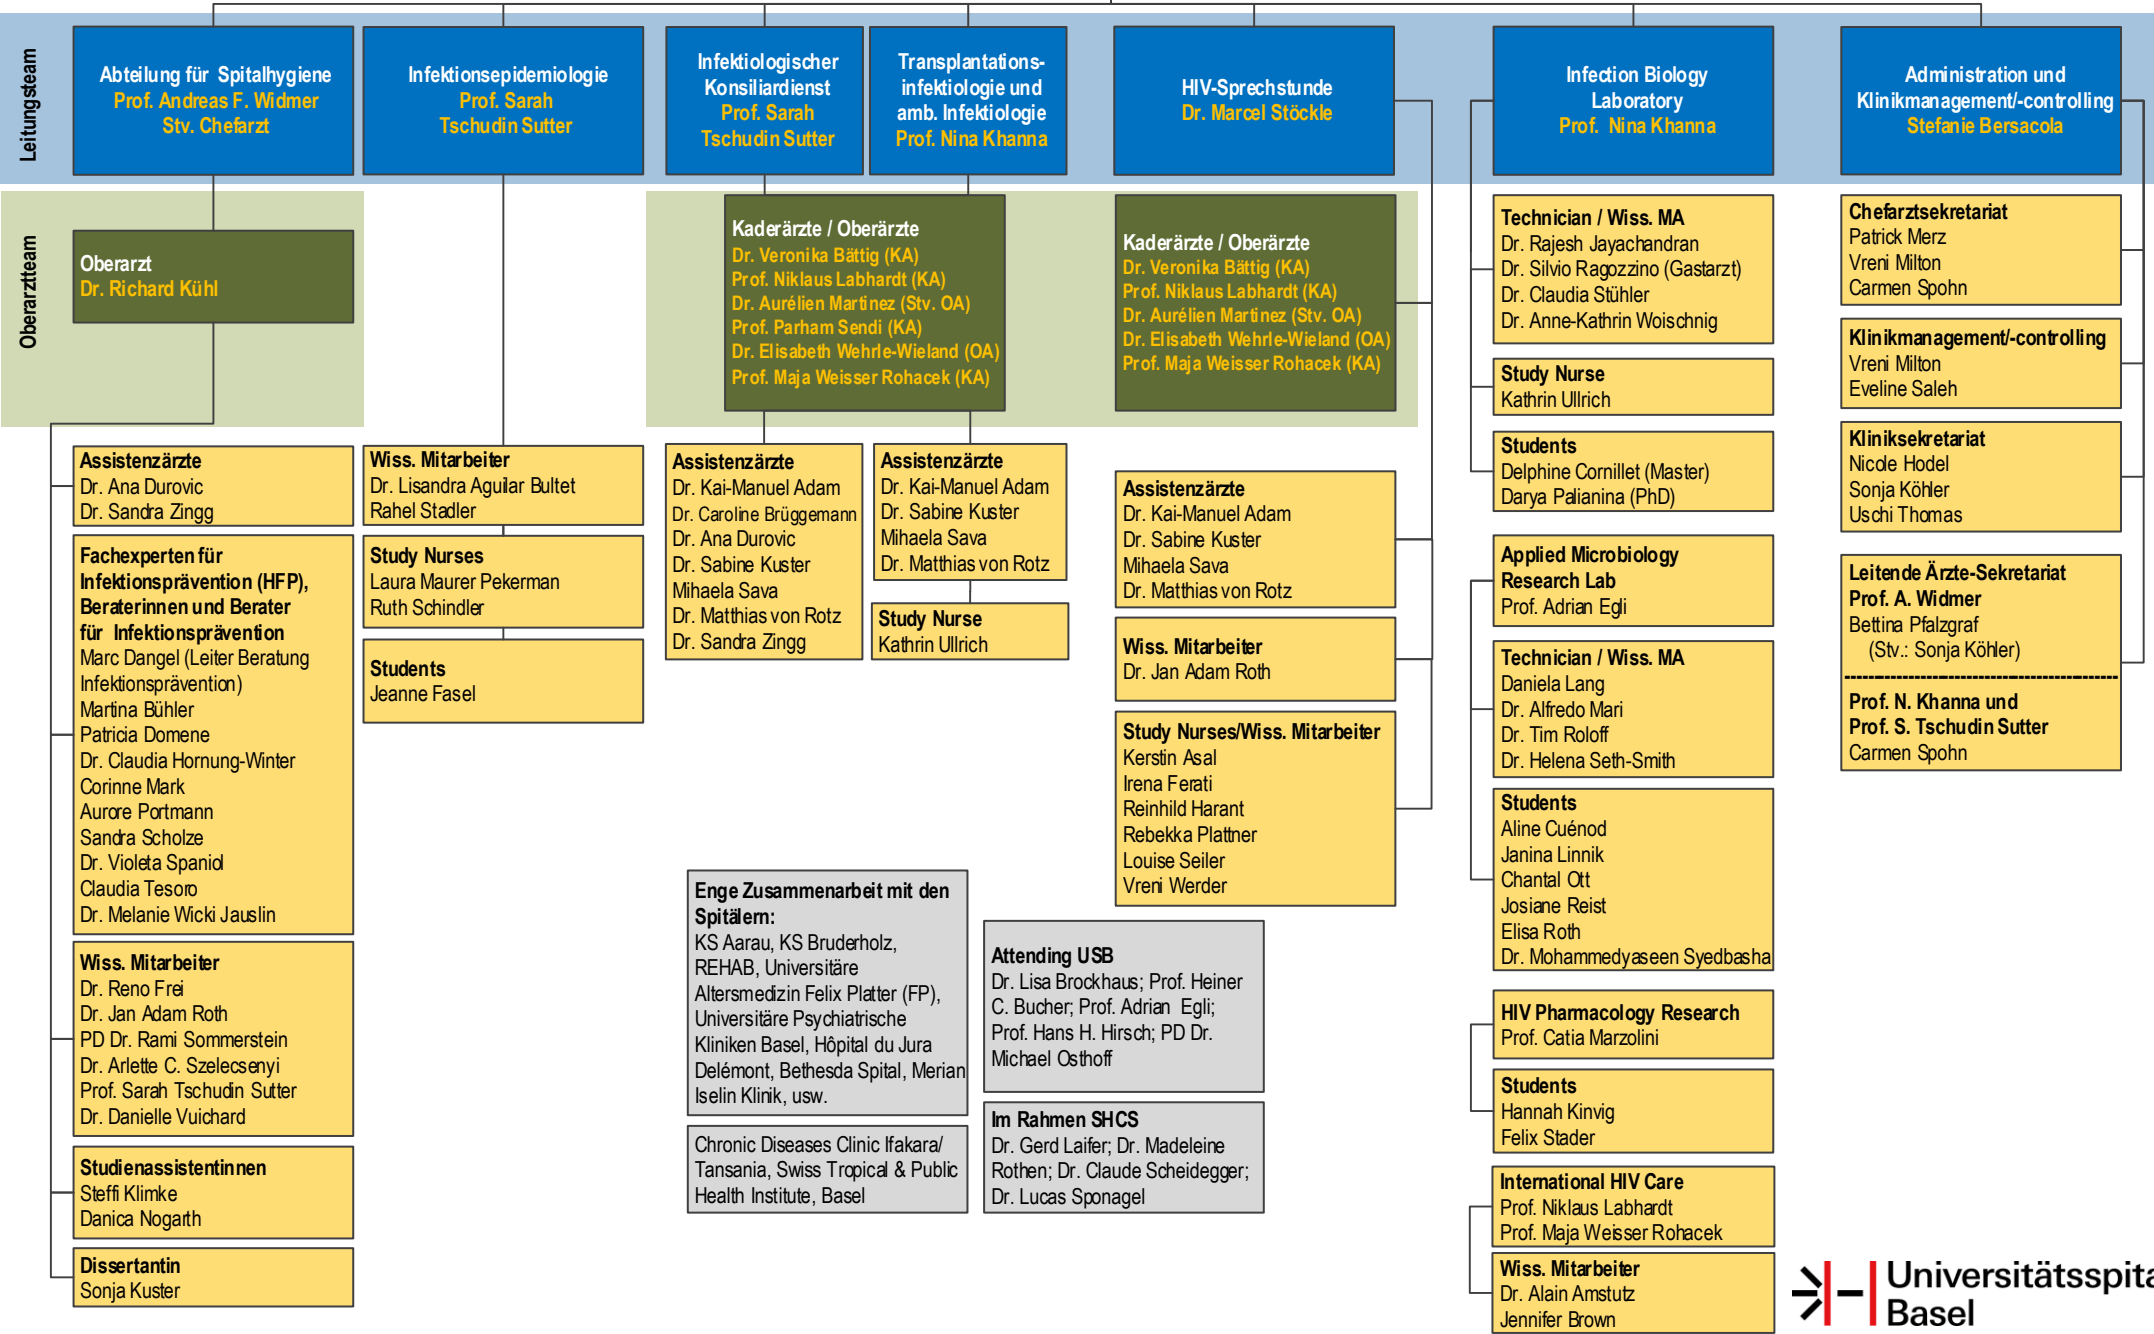 Leitungsteam
Abteilung für Spitalhygiene
Prof. Andreas F. Widmer
Stv. Chefarzt
Infektionsepidemiologie
Prof. Sarah
Tschudin Sutter
Infektiologischer
Konsiliardienst
Prof. Sarah
Tschudin Sutter
Transplantations-
infektiologie und
amb. Infektiologie
Prof. Nina Khanna
HIV-Sprechstunde
Dr. Marcel Stöckle
Infection Biology
Laboratory
Prof. Nina Khanna
Administration und
Klinikmanagement/-controlling
Stefanie Bersacola
Oberarztteam
Oberarzt
Dr. Richard Kühl
Kaderärzte / Oberärzte
Dr. Veronika Bättig (KA)
Prof. Niklaus Labhardt (KA)
Dr. Aurélien Martinez (Stv. OA)
Prof. Parham Sendi (KA)
Dr. Elisabeth Wehrle-Wieland (OA)
Prof. Maja Weisser Rohacek (KA)
Kaderärzte / Oberärzte
Dr. Veronika Bättig (KA)
Prof. Niklaus Labhardt (KA)
Dr. Aurélien Martinez (Stv. OA)
Dr. Elisabeth Wehrle-Wieland (OA)
Prof. Maja Weisser Rohacek (KA)
Assistenzärzte
Dr. Ana Durovic
Dr. Sandra Zingg
Fachexperten für
Infektionsprävention (HFP),
Beraterinnen und Berater
für Infektionsprävention
Marc Dangel (Leiter Beratung
Infektionsprävention)
Martina Bühler
Patricia Domene
Dr. Claudia Hornung-Winter
Corinne Mark
Aurore Portmann
Sandra Scholze
Dr. Violeta Spaniol
Claudia Tesoro
Dr. Melanie Wicki Jauslin
Wiss. Mitarbeiter
Dr. Reno Frei
Dr. Jan Adam Roth
PD Dr. Rami Sommerstein
Dr. Arlette C. Szelecsenyi
Prof. Sarah Tschudin Sutter
Dr. Danielle Vuichard
Studienassistentinnen
Steffi Klimke
Danica Nogarth
Dissertantin
Sonja Kuster
Wiss. Mitarbeiter
Dr. Lisandra Aguilar Bultet
Rahel Stadler
Study Nurses
Laura Maurer Pekerman
Ruth Schindler
Students
Jeanne Fasel
Assistenzärzte
Dr. Kai-Manuel Adam
Dr. Caroline Brüggemann
Dr. Ana Durovic
Dr. Sabine Kuster
Mihaela Sava
Dr. Matthias von Rotz
Dr. Sandra Zingg
Assistenzärzte
Dr. Kai-Manuel Adam
Dr. Sabine Kuster
Mihaela Sava
Dr. Matthias von Rotz
Study Nurse
Kathrin Ullrich
Assistenzärzte
Dr. Kai-Manuel Adam
Dr. Sabine Kuster
Mihaela Sava
Dr. Matthias von Rotz
Wiss. Mitarbeiter
Dr. Jan Adam Roth
Study Nurses/Wiss. Mitarbeiter
Kerstin Asal
Irena Ferati
Reinhild Harant
Rebekka Plattner
Louise Seiler
Vreni Werder
Enge Zusammenarbeit mit den
Spitälern:
KS Aarau, KS Bruderholz,
REHAB, Universitäre
Altersmedizin Felix Platter (FP),
Universitäre Psychiatrische
Kliniken Basel, Hôpital du Jura
Delémont, Bethesda Spital, Merian
Iselin Klinik, usw.
Chronic Diseases Clinic Ifakara/
Tansania, Swiss Tropical & Public
Health Institute, Basel
Attending USB
Dr. Lisa Brockhaus; Prof. Heiner
C. Bucher; Prof. Adrian Egli;
Prof. Hans H. Hirsch; PD Dr.
Michael Osthoff
Im Rahmen SHCS
Dr. Gerd Laifer; Dr. Madeleine
Rothen; Dr. Claude Scheidegger;
Dr. Lucas Sponagel
Technician / Wiss. MA
Dr. Rajesh Jayachandran
Dr. Silvio Ragozzino (Gastarzt)
Dr. Claudia Stühler
Dr. Anne-Kathrin Woischnig
Study Nurse
Kathrin Ullrich
Students
Delphine Cornillet (Master)
Darya Palianina (PhD)
Applied Microbiology
Research Lab
Prof. Adrian Egli
Technician / Wiss. MA
Daniela Lang
Dr. Alfredo Mari
Dr. Tim Roloff
Dr. Helena Seth-Smith
Students
Aline Cuénod
Janina Linnik
Chantal Ott
Josiane Reist
Elisa Roth
Dr. Mohammedyaseen Syedbasha
HIV Pharmacology Research
Prof. Catia Marzolini
Students
Hannah Kinvig
Felix Stader
International HIV Care
Prof. Niklaus Labhardt
Prof. Maja Weisser Rohacek
Wiss. Mitarbeiter
Dr. Alain Amstutz
Jennifer Brown
Chefarztsekretariat
Patrick Merz
Vreni Milton
Carmen Spohn
Klinikmanagement/-controlling
Vreni Milton
Eveline Saleh
Kliniksekretariat
Nicole Hodel
Sonja Köhler
Uschi Thomas
Leitende Ärzte-Sekretariat
Prof. A. Widmer
Bettina Pfalzgraf
(Stv.: Sonja Köhler)
Prof. N. Khanna und
Prof. S. Tschudin Sutter
Carmen Spohn
Universitätsspita
Basel